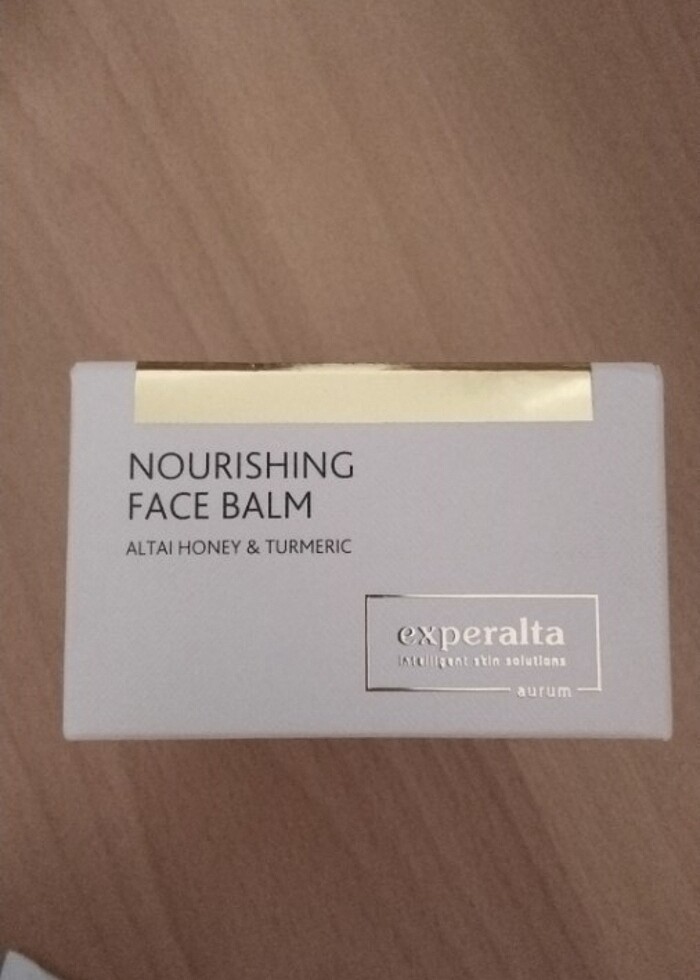 NOURISHING
FACE BALM
ALTAI HONEY & TURMERIC
experalta
intelligent skin solutions
aurum